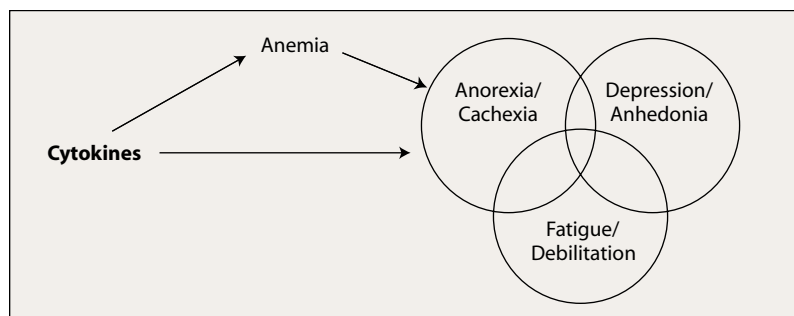 Anemia
Cytokines
Anorexia/
Cachexia
Depression/
Anhedonia
Fatigue/
Debilitation